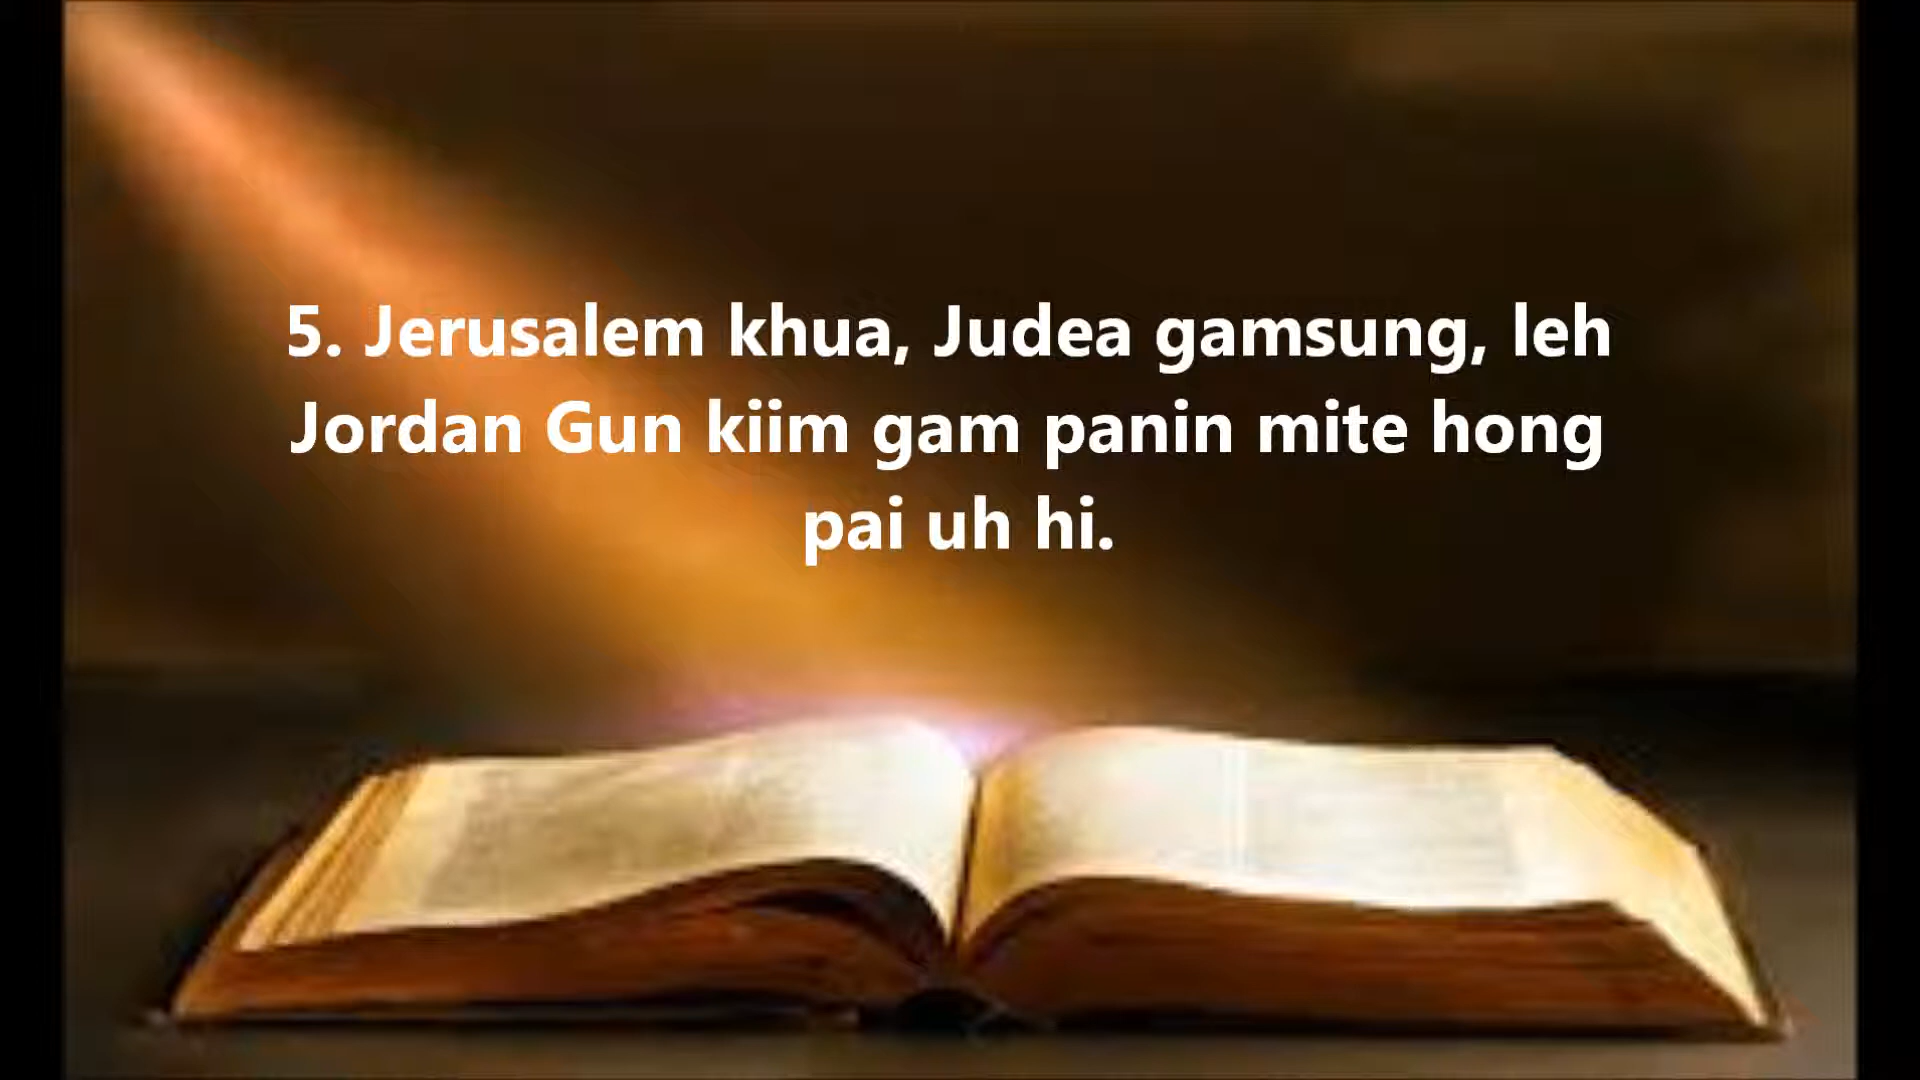 5. Jerusalem khua, Judea gamsung, leh
Jordan Gun kiim gam panin mite hong
pai uh hi.